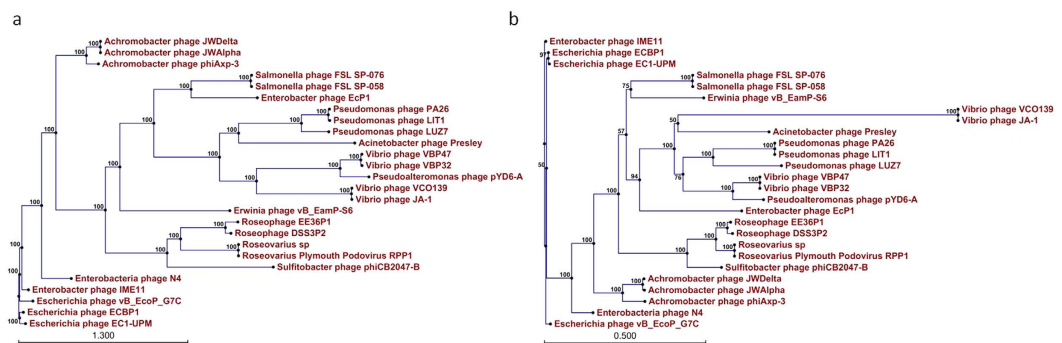 a
Achromobacter phage JWDelta
100
100
Achromobacter phage JWAlpha
100
Achromobacter phage phiAxp-3
Salmonella phage FSL SP-076
100
100
Salmonella phage FSL SP-058
Enterobacter phage EcP1
100
Pseudomonas phage PA26
100
100
Pseudomonas phage LIT1
100
Pseudomonas phage LUZ7
100
Acinetobacter phage Presley
100
Vibrio phage VBP47
100
100
Vibrio phage VBP32
100
Pseudoalteromonas phage pYD6-A
100
Vibrio phage VCO139
100
Vibrio phage JA-1
100
Erwinia phage vB_EamP-S6
100
Roseophage EE36P1
100
Roseophage DSS3P2
100
Roseovarius sp
100
100
Roseovarius Plymouth Podovirus RPP1
100
Sulfitobacter phage phiCB2047-B
100
Enterobacteria phage N4
100
Enterobacter phage IME11
Escherichia phage vB_EcoP_G7C
Escherichia phage ECBP1
100
Escherichia phage EC1-UPM
1.300
b
Enterobacter phage IME11
97
Escherichia phage ECBP1
Escherichia phage EC1-UPM
Salmonella phage FSL SP-076
75
100
Salmonella phage FSL SP-058
Erwinia phage vB_EamP-S6
Vibrio phage VCO139
100
Vibrio phage JA-1
50
Acinetobacter phage Presley
57
Pseudomonas phage PA26
100
100
Pseudomonas phage LIT1
100
Pseudomonas phage LUZ7
50
94
76
Vibrio phage VBP47
100
100
Vibrio phage VBP32
100
Pseudoalteromonas phage pYD6-A
Enterobacter phage EcP1
100
Roseophage EE36P1
100
Roseophage DSS3P2
100
Roseovarius sp
100
100
Roseovarius Plymouth Podovirus RPP1
100
Sulfitobacter phage phiCB2047-B
100
Achromobacter phage JWDelta
100
Achromobacter phage JWAlpha
100
100
Achromobacter phage phiAxp-3
Enterobacteria phage N4
Escherichia phage vB_EcoP_G7C
0.500